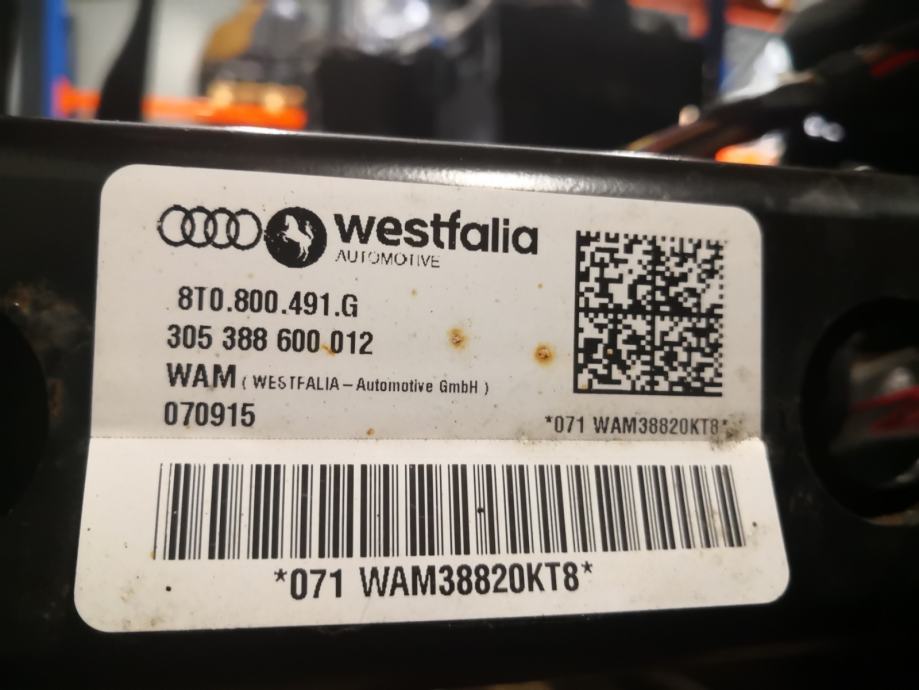 westfalia
AUTOMOTIVE
8T0.800.491.G
305 388 600 012
WAM ( WESTFALIA – Automotive GmbH )
070915
*071 WAM38820KT8*
*071 WAM38820KT8*